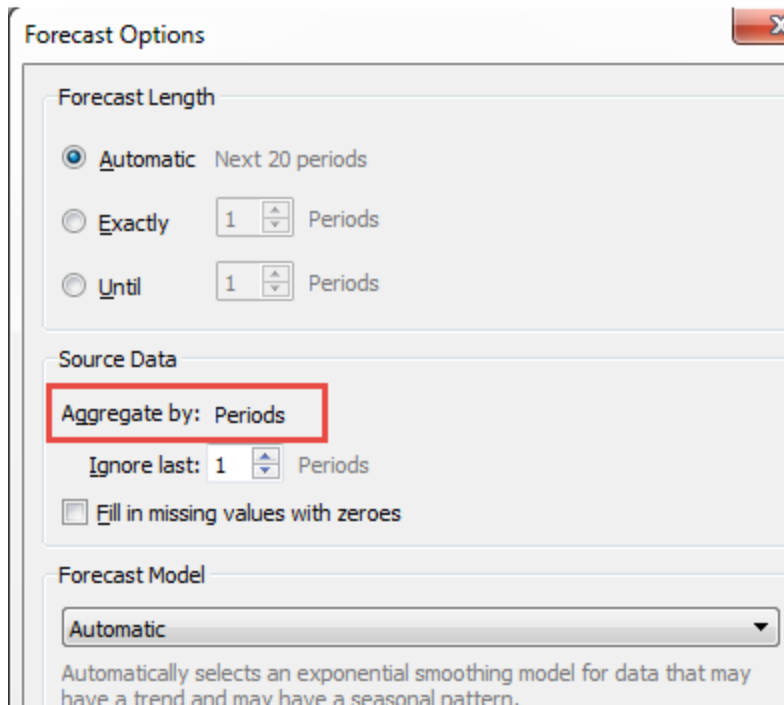 Forecast Options
Forecast Length
Automatic Next 20 periods
Exactly 1 Periods
Until 1 Periods
Source Data
Aggregate by: Periods
Ignore last: 1 Periods
Fill in missing values with zeroes
Forecast Model
Automatic
Automatically selects an exponential smoothing model for data that may
have a trend and may have a seasonal pattern.